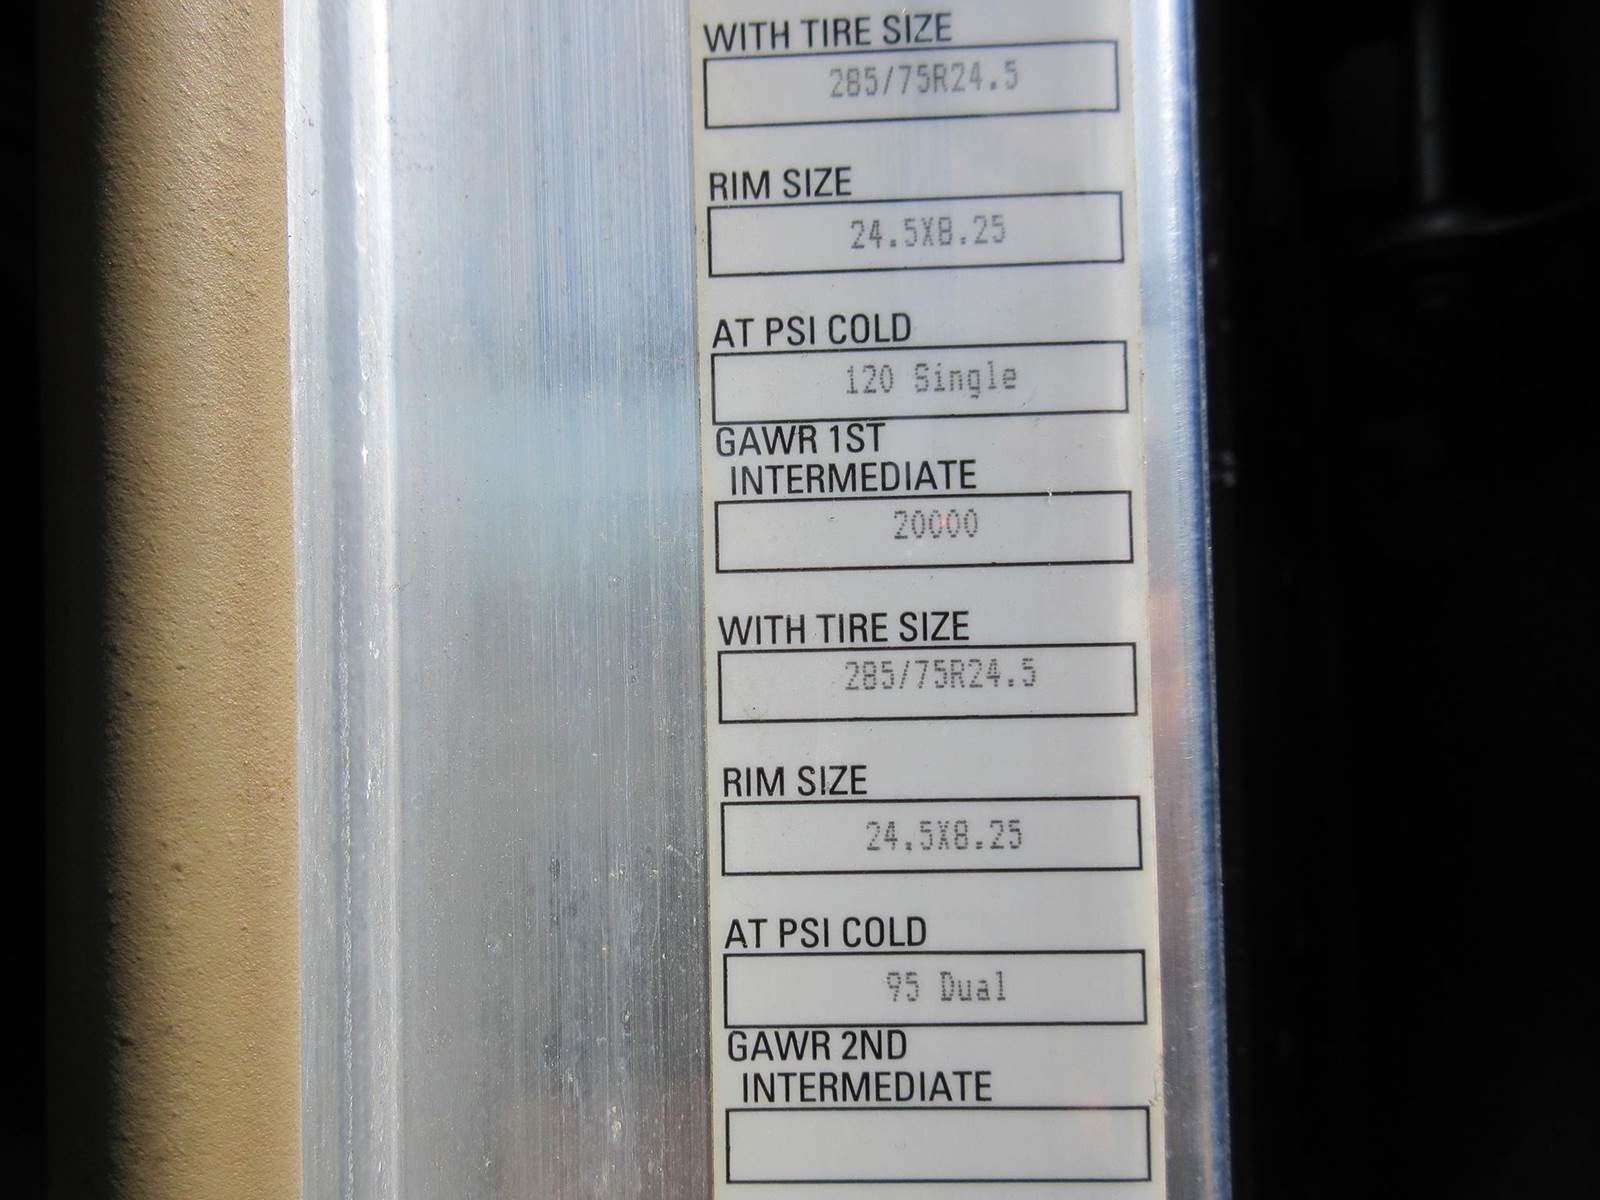 WITH TIRE SIZE
285/75R24.5
RIM SIZE
24.5X8.25
AT PSI COLD
120 Single
GAWR 1ST
INTERMEDIATE
20000
WITH TIRE SIZE
285/75R24.5
RIM SIZE
24.5X8.25
AT PSI COLD
95 Dual
GAWR 2ND
INTERMEDIATE